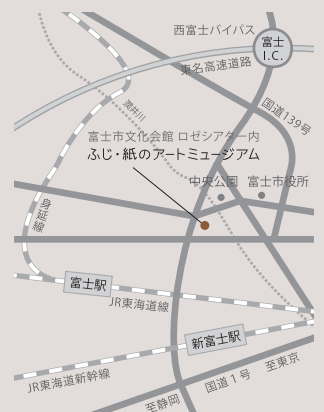 西富士バイパス
富士
I.C.
東名高速道路
国道139号
潤井川
富士市文化会館 ロゼシアター内
ふじ・紙のアートミュージアム
中央公園
富士市役所
身延線
富士駅
JR東海道線
新富士駅
JR東海道新幹線
国道1号
至東京
至静岡